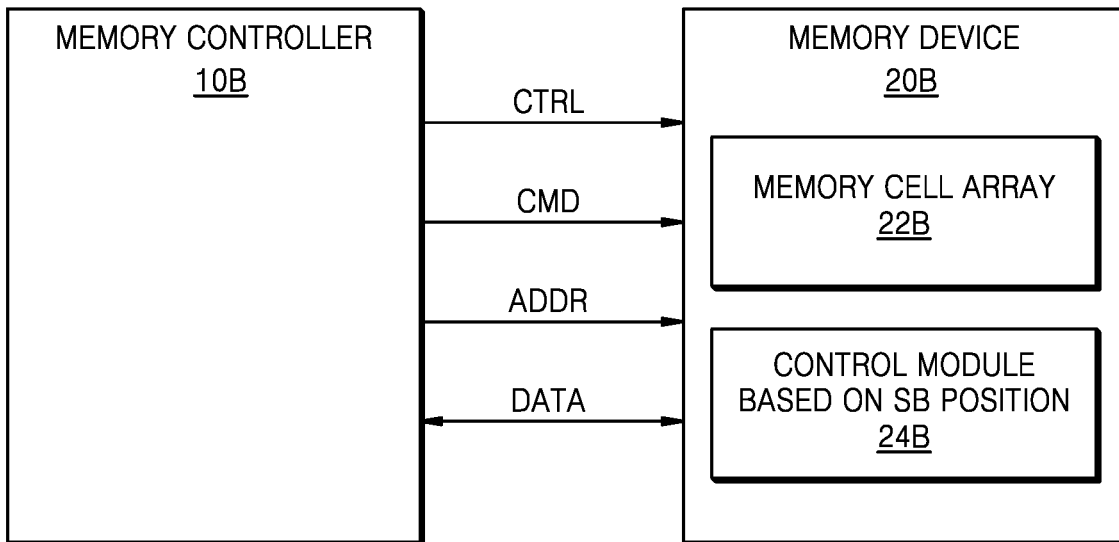 MEMORY CONTROLLER
10B
CTRL
CMD
ADDR
DATA
MEMORY DEVICE
20B
MEMORY CELL ARRAY
22B
CONTROL MODULE
BASED ON SB POSITION
24B